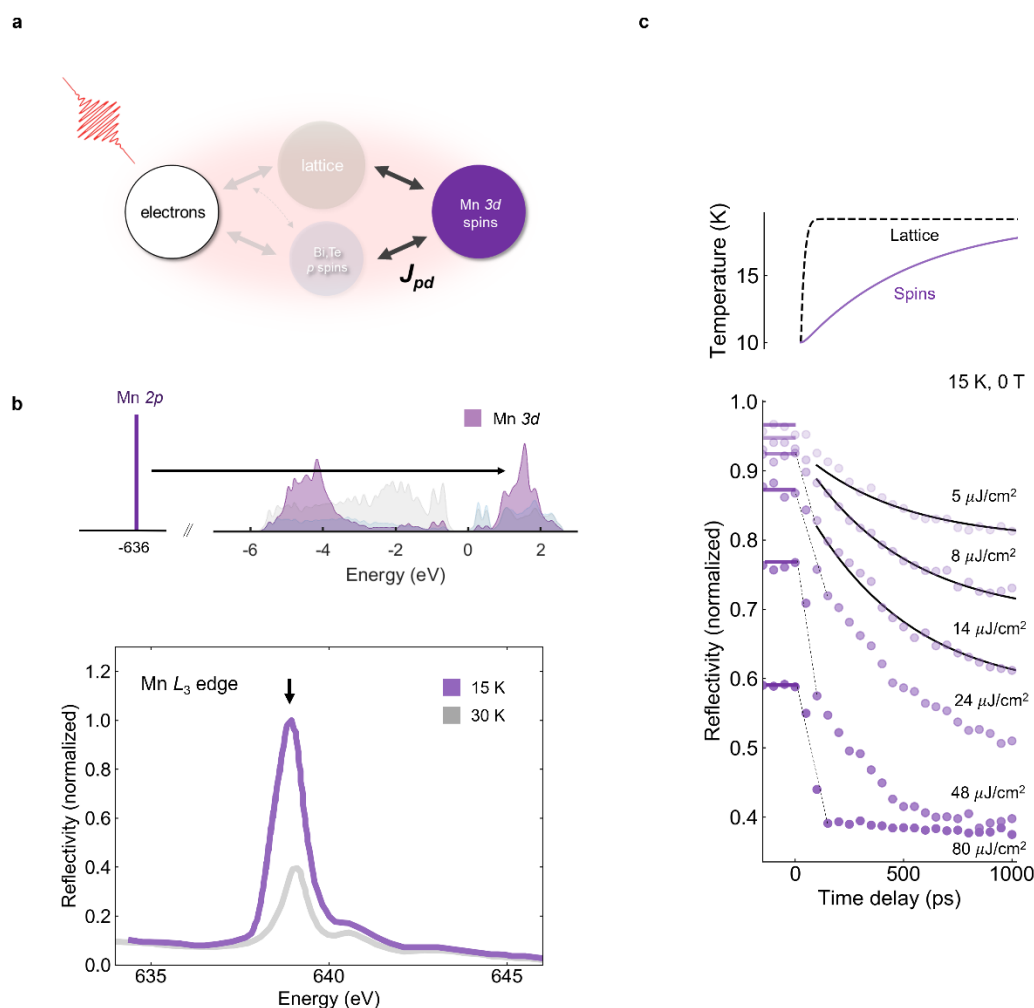 a
electrons
lattice
Bi,Te
p spins
Mn 3d
spins
Jpd
b
Mn 2p
Mn 3d
-636
-6
-4
-2
0
2
Energy (eV)
Mn L3 edge
15 K
30 K
Reflectivity (normalized)
1.2
1.0
0.8
0.6
0.4
0.2
0.0
635
640
645
Energy (eV)
c
Temperature (K)
15
10
Lattice
Spins
15 K, 0 T
Reflectivity (normalized)
1.0
0.9
0.8
0.7
0.6
0.5
0.4
5 μJ/cm²
8 μJ/cm²
14 μJ/cm²
24 μJ/cm²
48 μJ/cm²
80 μJ/cm²
0
500
1000
Time delay (ps)